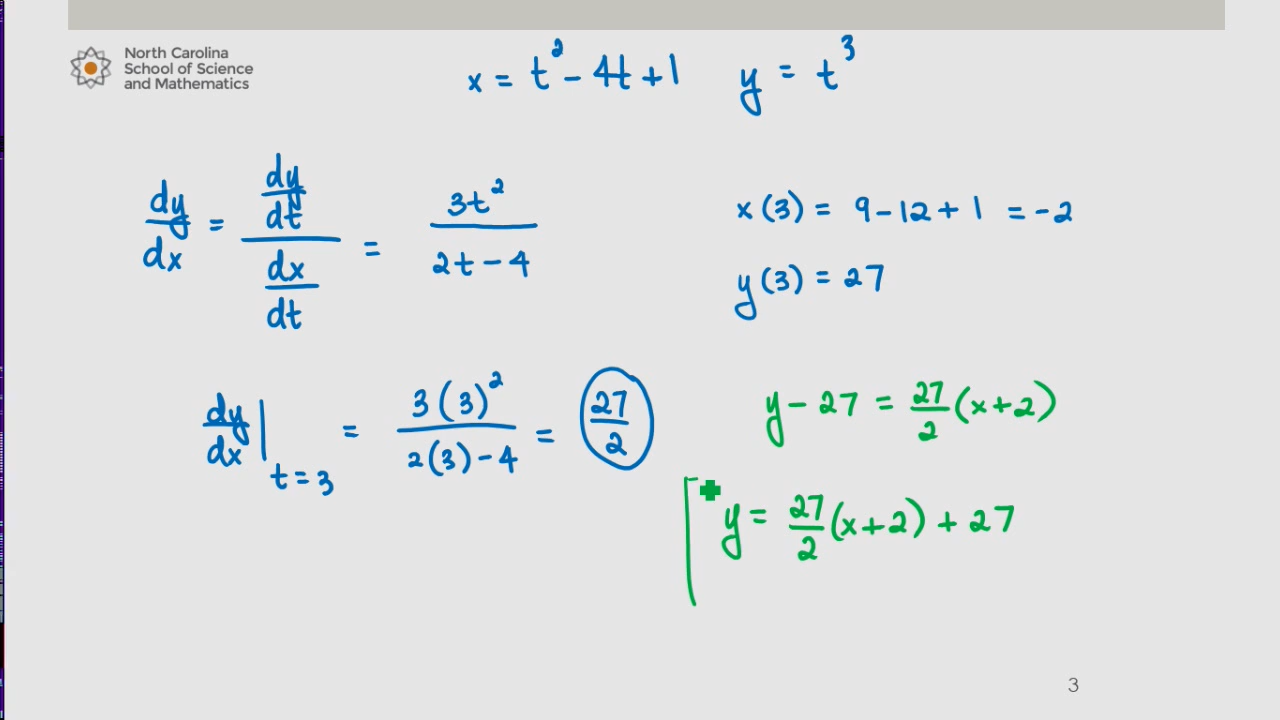 North Carolina
School of Science
and Mathematics
x = t² - 4t + 1    y = t³
dy/dx = (dy/dt)/(dx/dt) = 3t²/(2t - 4)
x(3) = 9 - 12 + 1 = -2
y(3) = 27
dy/dx |t=3 = 3(3)²/(2(3) - 4) = 27/2
y - 27 = 27/2 (x + 2)
y = 27/2 (x + 2) + 27
3